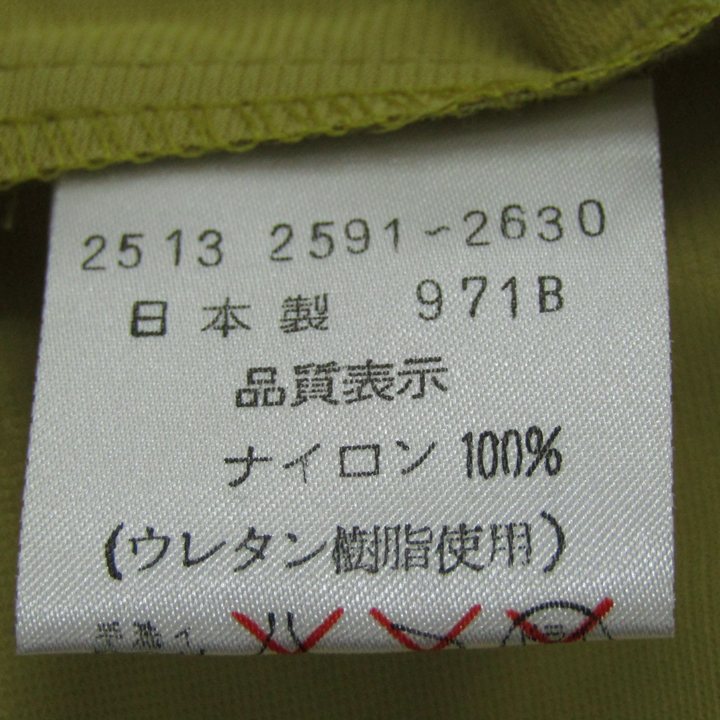 2513 2591~2630
日本製 971B
品質表示
ナイロン 100%
(ウレタン樹脂使用)